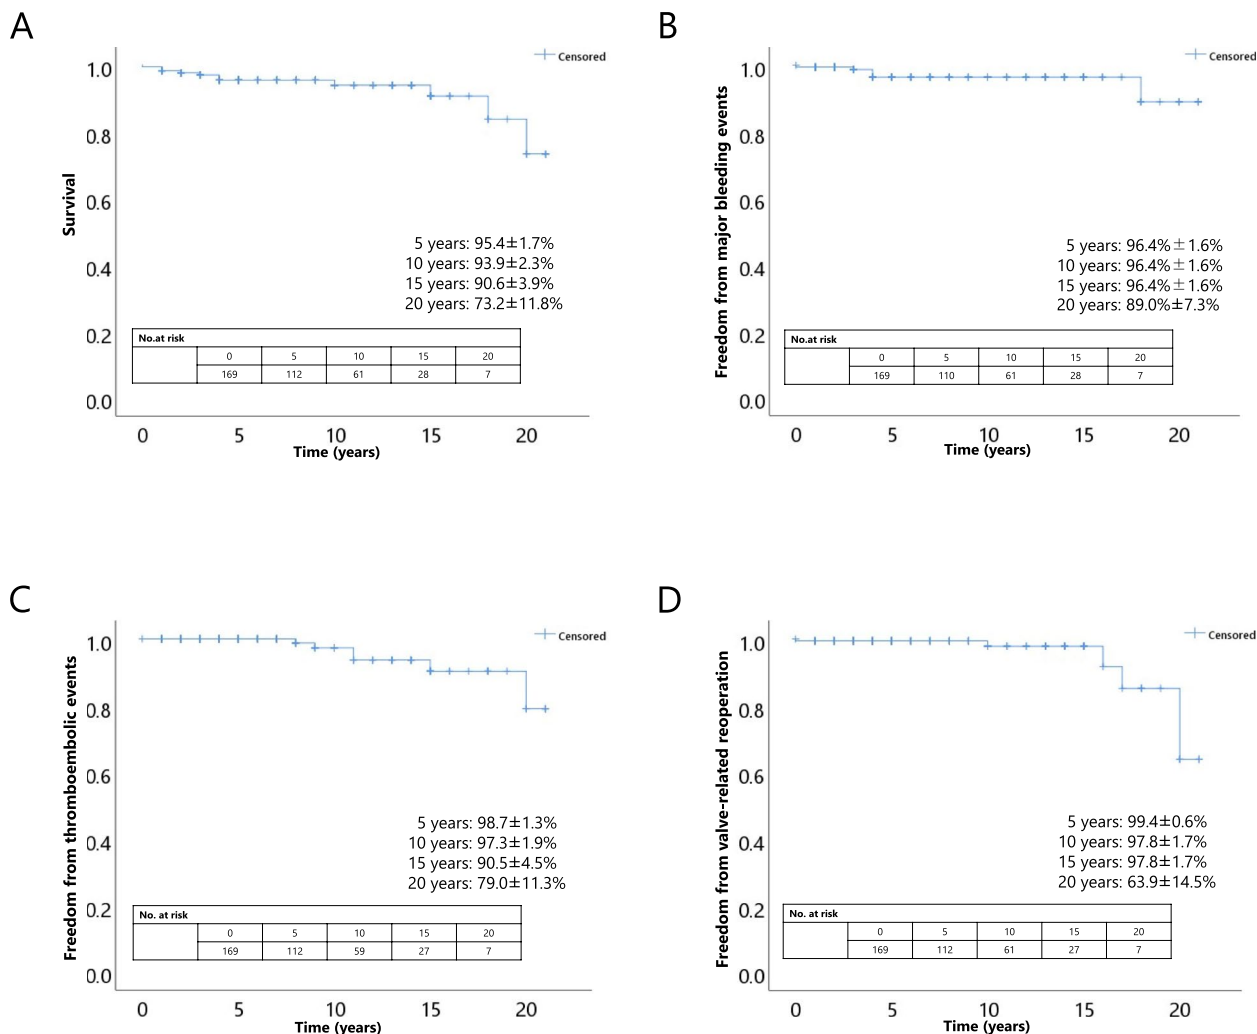 A
Censored
1.0
0.8
0.6
0.4
0.2
0.0
Survival
5 years: 95.4±1.7%
10 years: 93.9±2.3%
15 years: 90.6±3.9%
20 years: 73.2±11.8%
No.at risk
0 5 10 15 20
169 112 61 28 7
0 5 10 15 20
Time (years)
B
Censored
1.0
0.8
0.6
0.4
0.2
0.0
Freedom from major bleeding events
5 years: 96.4%±1.6%
10 years: 96.4%±1.6%
15 years: 96.4%±1.6%
20 years: 89.0%±7.3%
No.at risk
0 5 10 15 20
169 110 61 28 7
0 5 10 15 20
Time (years)
C
Censored
1.0
0.8
0.6
0.4
0.2
0.0
Freedom from thromboembolic events
5 years: 98.7±1.3%
10 years: 97.3±1.9%
15 years: 90.5±4.5%
20 years: 79.0±11.3%
No. at risk
0 5 10 15 20
169 112 59 27 7
0 5 10 15 20
Time (years)
D
Censored
1.0
0.8
0.6
0.4
0.2
0.0
Freedom from valve-related reoperation
5 years: 99.4±0.6%
10 years: 97.8±1.7%
15 years: 97.8±1.7%
20 years: 63.9±14.5%
No. at risk
0 5 10 15 20
169 112 61 27 7
0 5 10 15 20
Time (years)